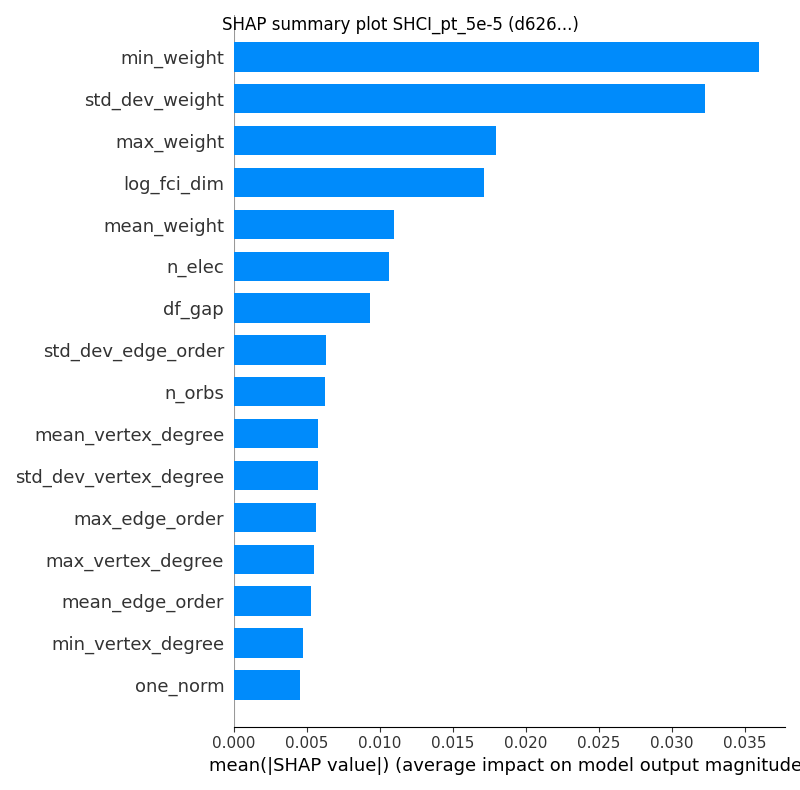 SHAP summary plot SHCI_pt_5e-5 (d626...)
min_weight
std_dev_weight
max_weight
log_fci_dim
mean_weight
n_elec
df_gap
std_dev_edge_order
n_orbs
mean_vertex_degree
std_dev_vertex_degree
max_edge_order
max_vertex_degree
mean_edge_order
min_vertex_degree
one_norm
0.000 0.005 0.010 0.015 0.020 0.025 0.030 0.035
mean(|SHAP value|) (average impact on model output magnitude